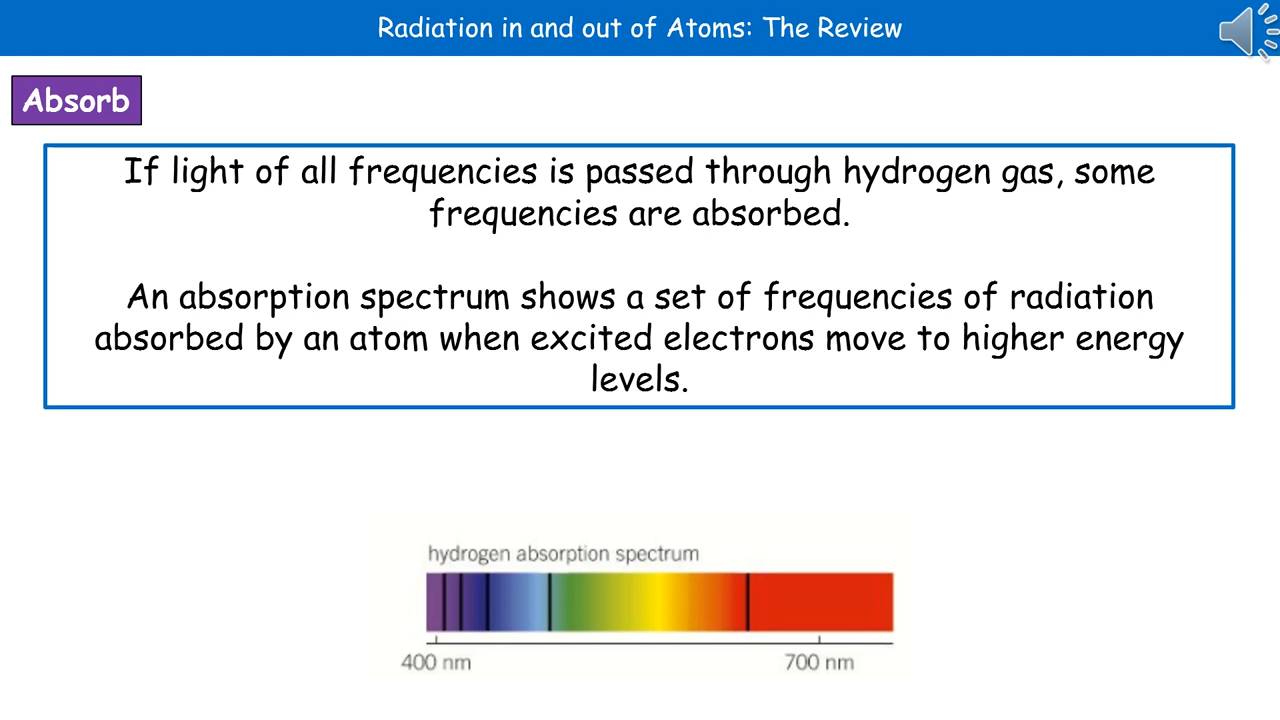 Radiation in and out of Atoms: The Review
Absorb
If light of all frequencies is passed through hydrogen gas, some
frequencies are absorbed.
An absorption spectrum shows a set of frequencies of radiation
absorbed by an atom when excited electrons move to higher energy
levels.
hydrogen absorption spectrum
400 nm 700 nm